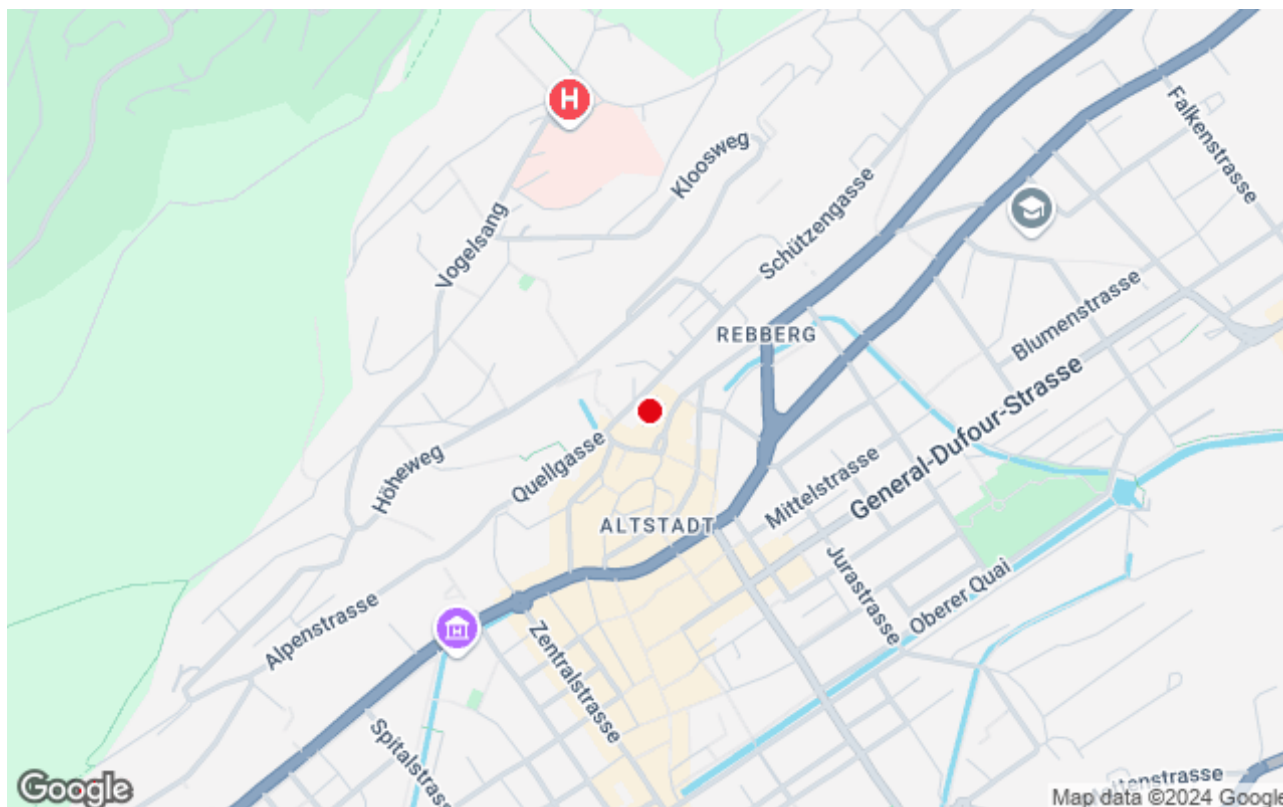 H
Falkenstrasse
Kloosweg
Schützengasse
Vogelsang
REBBERG
Blumenstrasse
General-Dufour-Strasse
Höheweg
Quellgasse
Mittelstrasse
ALTSTADT
Jurastrasse
Oberer Quai
Alpenstrasse
Zentralstrasse
Spitalstras
Google
Map data ©2024 Google